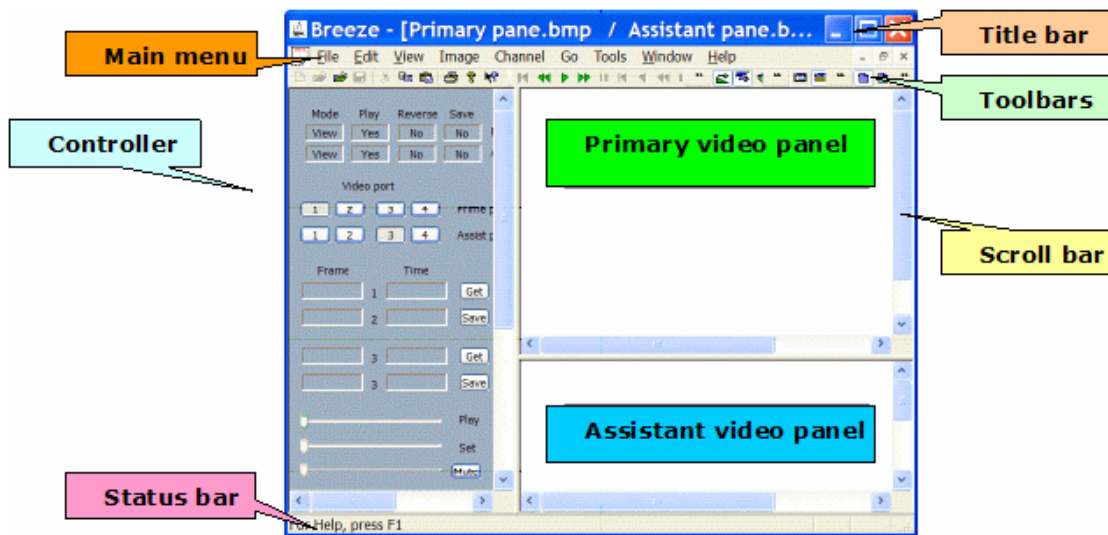 Breeze - [Primary pane.bmp / Assistant pane.b...
Title bar
Main menu
File Edit View Image Channel Go Tools Window Help
Toolbars
Controller
Mode Play Reverse Save
View Yes No No
View Yes No No
Primary video panel
Video port
1 2 3 4 Prime p
1 2 3 4 Assist p
Scroll bar
Frame Time
1 Get
2 Save
3 Get
3 Save
Play
Assistant video panel
Set
Mute
Status bar
For Help, press F1